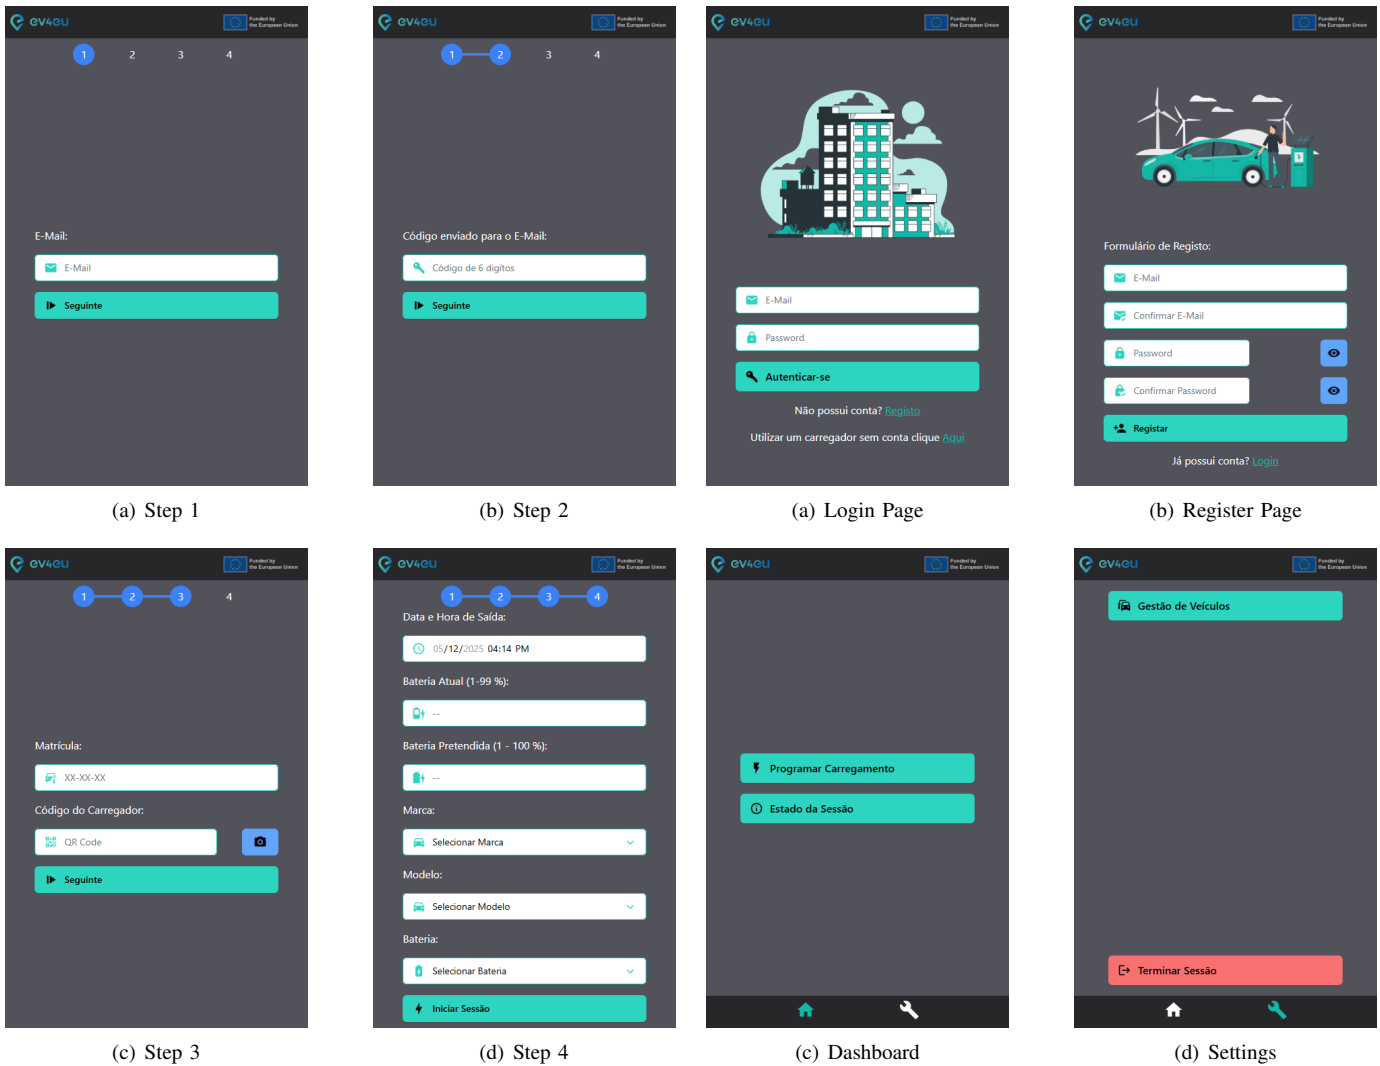 ev4eu
Funded by
the European Union
1 2 3 4
E-Mail:
E-Mail
Seguinte
(a) Step 1
ev4eu
Funded by
the European Union
1 2 3 4
Código enviado para o E-Mail:
Código de 6 digítos
Seguinte
(b) Step 2
ev4eu
Funded by
the European Union
E-Mail
Password
Autenticar-se
Não possui conta? Registo
Utilizar um carregador sem conta clique Aqui
(a) Login Page
ev4eu
Funded by
the European Union
Formulário de Registo:
E-Mail
Confirmar E-Mail
Password
Confirmar Password
Registar
Já possui conta? Login
(b) Register Page
ev4eu
Funded by
the European Union
1 2 3 4
Matrícula:
XX-XX-XX
Código do Carregador:
QR Code
Seguinte
(c) Step 3
ev4eu
Funded by
the European Union
1 2 3 4
Data e Hora de Saída:
05/12/2025 04:14 PM
Bateria Atual (1-99 %):
--
Bateria Pretendida (1 - 100 %):
--
Marca:
Selecionar Marca
Modelo:
Selecionar Modelo
Bateria:
Selecionar Bateria
Iniciar Sessão
(d) Step 4
ev4eu
Funded by
the European Union
Programar Carregamento
Estado da Sessão
(c) Dashboard
ev4eu
Funded by
the European Union
Gestão de Veículos
Terminar Sessão
(d) Settings